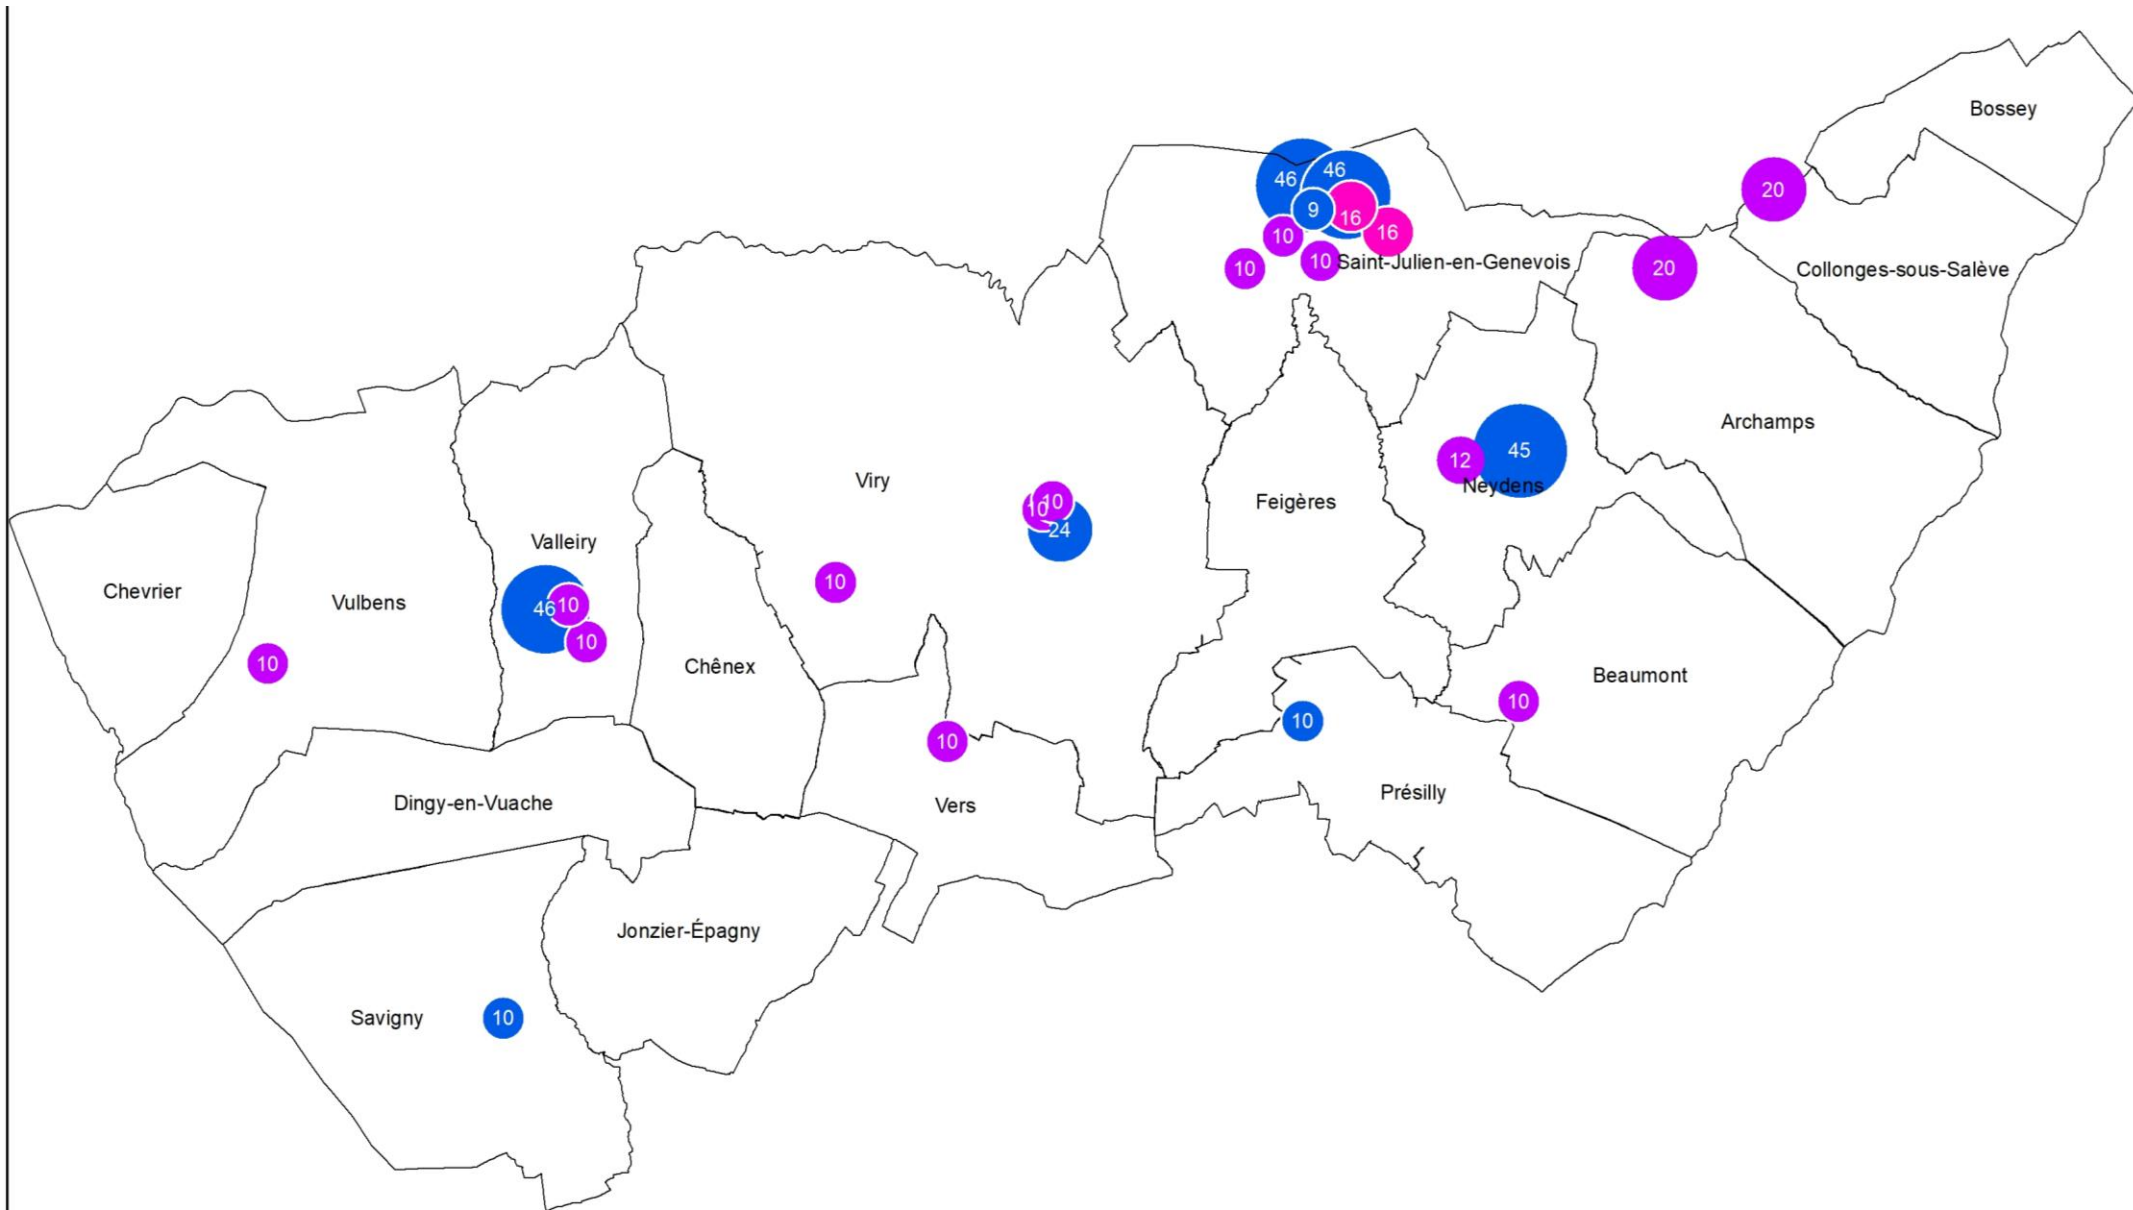 Bossey
46
46
20
9
16
16
10
10
10
Saint-Julien-en-Genevois
20
Collonges-sous-Salève
Archamps
45
12
Neydens
Viry
10
10
24
Feigères
Valleiry
46
10
10
10
Chevrier
Vulbens
10
Chênex
Beaumont
10
10
10
Vers
Présilly
Dingy-en-Vuache
Jonzier-Épagny
Savigny
10